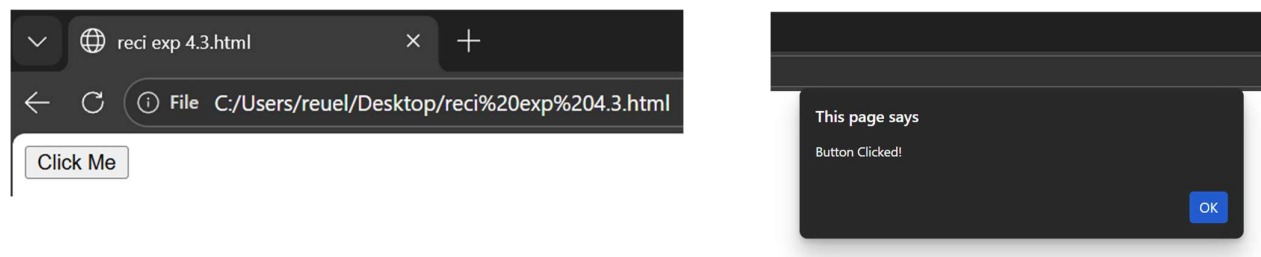 reci exp 4.3.html
File C:/Users/reuel/Desktop/reci%20exp%204.3.html
Click Me
This page says
Button Clicked!
OK